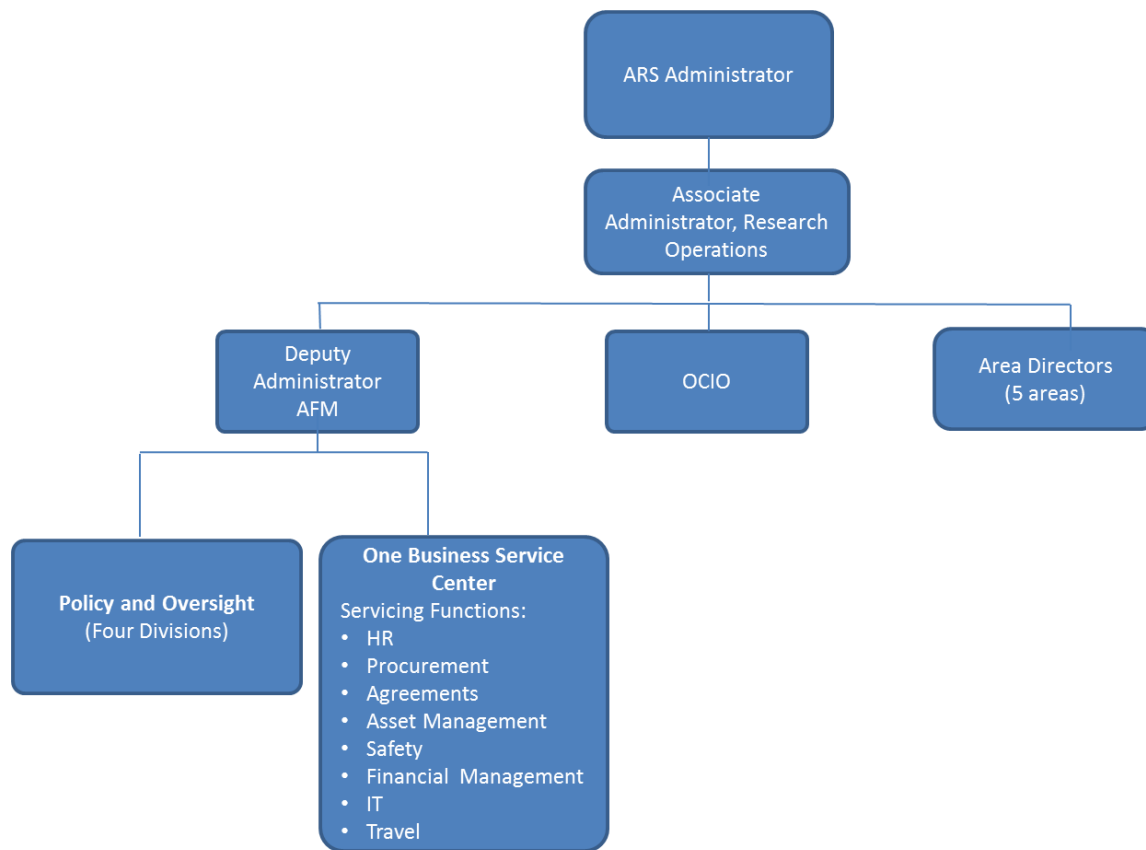 ARS Administrator
Associate
Administrator, Research
Operations
Deputy
Administrator
AFM
OCIO
Area Directors
(5 areas)
Policy and Oversight
(Four Divisions)
One Business Service
Center
Servicing Functions:
• HR
• Procurement
• Agreements
• Asset Management
• Safety
• Financial Management
• IT
• Travel